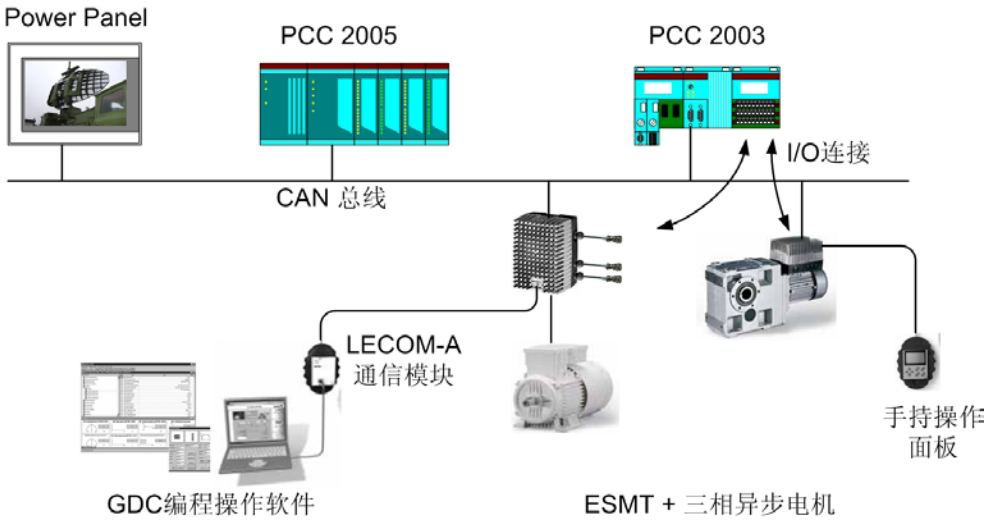 Power Panel
PCC 2005
PCC 2003
I/O连接
CAN 总线
LECOM-A
通信模块
手持操作
面板
GDC编程操作软件
ESMT + 三相异步电机